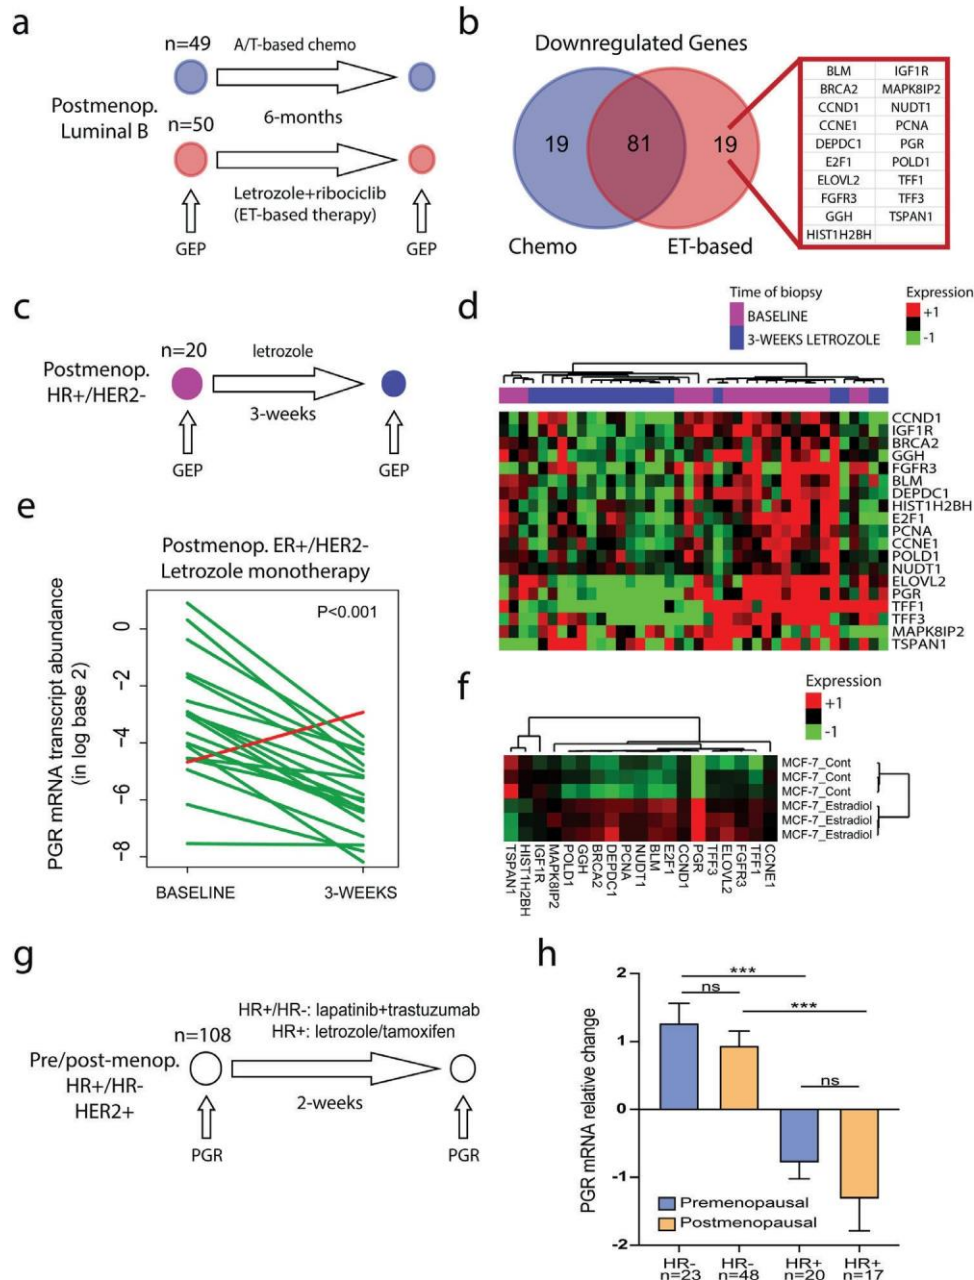 a
n=49
A/T-based chemo
Postmenop.
Luminal B
6-months
n=50
Letrozole+ribociclib
(ET-based therapy)
GEP
GEP
b
Downregulated Genes
19
81
19
Chemo
ET-based
BLM IGF1R
BRCA2 MAPK8IP2
CCND1 NUDT1
CCNE1 PCNA
DEPDC1 PGR
E2F1 POLD1
ELOVL2 TFF1
FGFR3 TFF3
GGH TSPAN1
HIST1H2BH
c
n=20
letrozole
Postmenop.
HR+/HER2-
3-weeks
GEP
GEP
d
Time of biopsy
BASELINE
3-WEEKS LETROZOLE
Expression
+1
-1
CCND1
IGF1R
BRCA2
GGH
FGFR3
BLM
DEPDC1
HIST1H2BH
E2F1
PCNA
CCNE1
POLD1
NUDT1
ELOVL2
PGR
TFF1
TFF3
MAPK8IP2
TSPAN1
e
Postmenop. ER+/HER2-
Letrozole monotherapy
P<0.001
PGR mRNA transcript abundance
(in log base 2)
0
-2
-4
-6
-8
BASELINE
3-WEEKS
f
Expression
+1
-1
MCF-7_Cont
MCF-7_Cont
MCF-7_Cont
MCF-7_Estradiol
MCF-7_Estradiol
MCF-7_Estradiol
TSPAN1
HIST1H2BH
IGF1R
MAPK8IP2
POLD1
GGH
BRCA2
DEPDC1
PCNA
NUDT1
BLM
E2F1
CCND1
PGR
TFF3
ELOVL2
FGFR3
TFF1
CCNE1
g
HR+/HR-: lapatinib+trastuzumab
HR+: letrozole/tamoxifen
n=108
Pre/post-menop.
HR+/HR-
HER2+
2-weeks
PGR
PGR
h
PGR mRNA relative change
2
1
0
-1
-2
***
ns
***
ns
Premenopausal
Postmenopausal
HR- HR- HR+ HR+
n=23 n=48 n=20 n=17